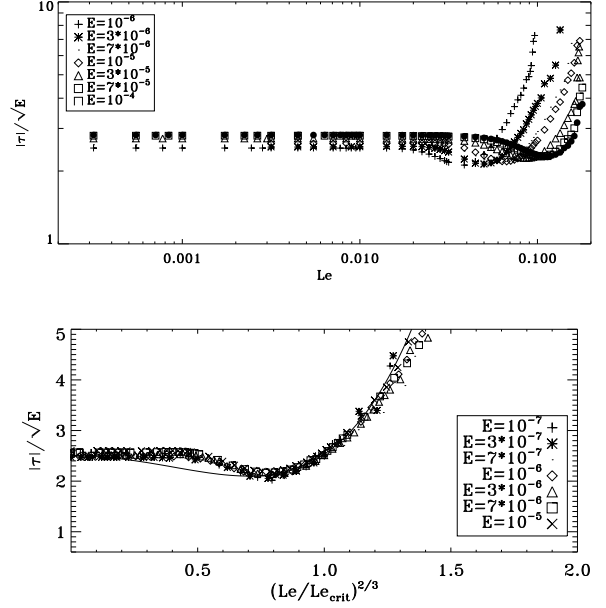 10
E=10⁻⁶
E=3*10⁻⁶
E=7*10⁻⁶
E=10⁻⁵
E=3*10⁻⁵
E=7*10⁻⁵
E=10⁻⁴
|τ|/√E
1
0.001
0.010
0.100
Le
5
4
3
2
1
|τ|/√E
E=10⁻⁷
E=3*10⁻⁷
E=7*10⁻⁷
E=10⁻⁶
E=3*10⁻⁶
E=7*10⁻⁶
E=10⁻⁵
0.5
1.0
1.5
2.0
(Le/Le_crit)^2/3